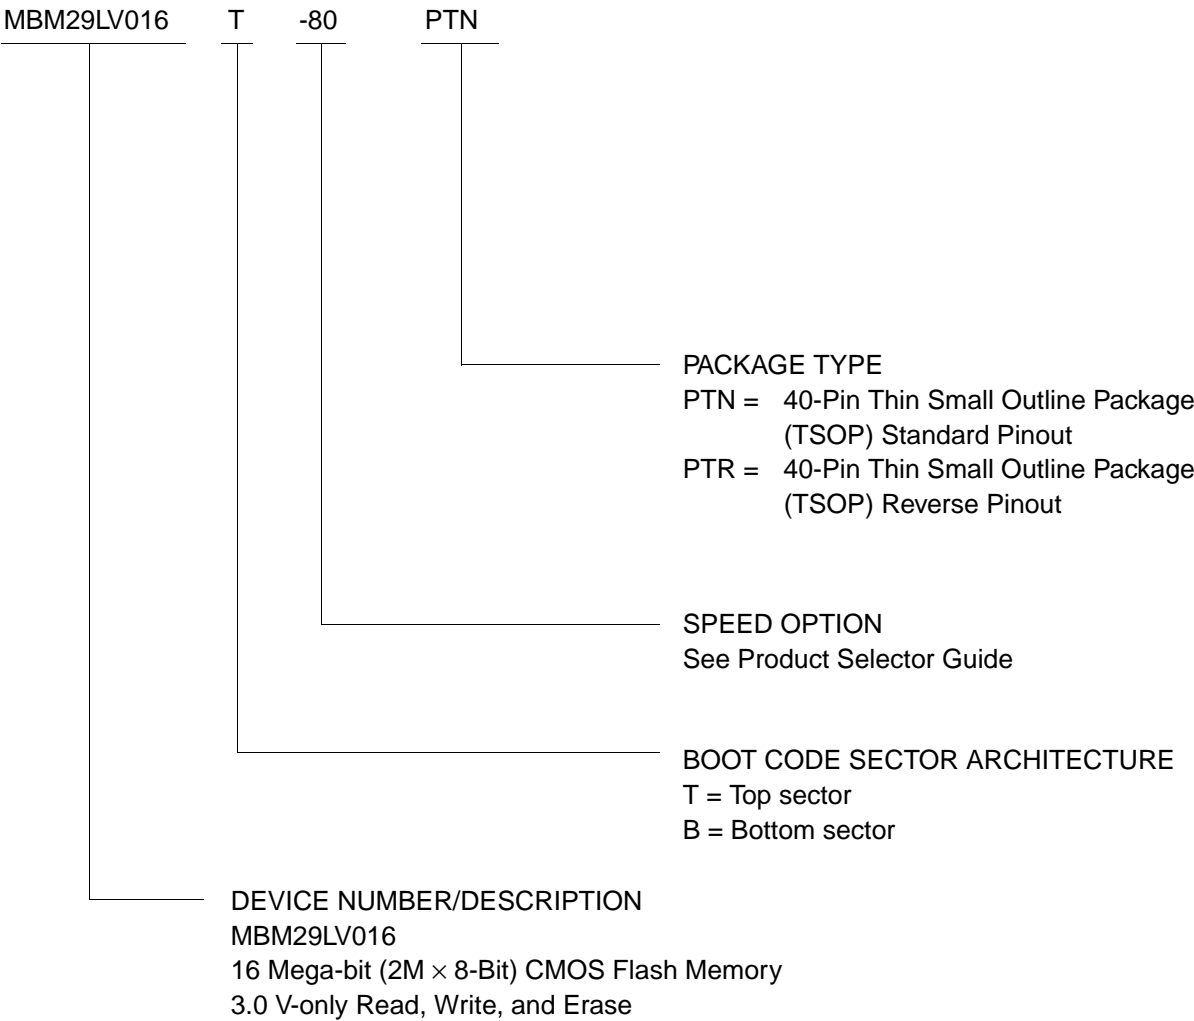 MBM29LV016 T -80 PTN
PACKAGE TYPE
PTN = 40-Pin Thin Small Outline Package
(TSOP) Standard Pinout
PTR = 40-Pin Thin Small Outline Package
(TSOP) Reverse Pinout
SPEED OPTION
See Product Selector Guide
BOOT CODE SECTOR ARCHITECTURE
T = Top sector
B = Bottom sector
DEVICE NUMBER/DESCRIPTION
MBM29LV016
16 Mega-bit (2M × 8-Bit) CMOS Flash Memory
3.0 V-only Read, Write, and Erase